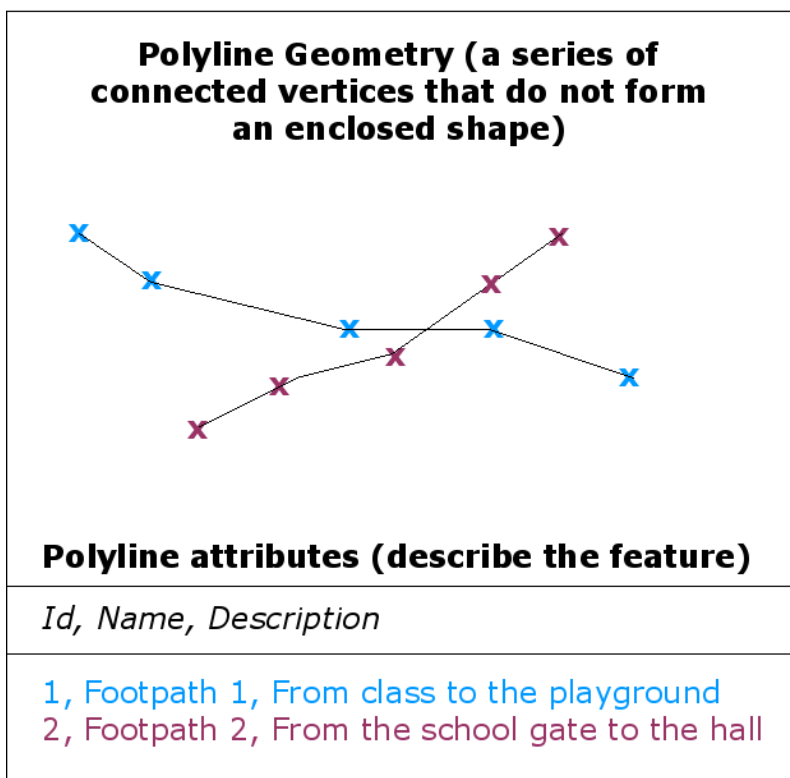 Polyline Geometry (a series of
connected vertices that do not form
an enclosed shape)
Polyline attributes (describe the feature)
Id, Name, Description
1, Footpath 1, From class to the playground
2, Footpath 2, From the school gate to the hall